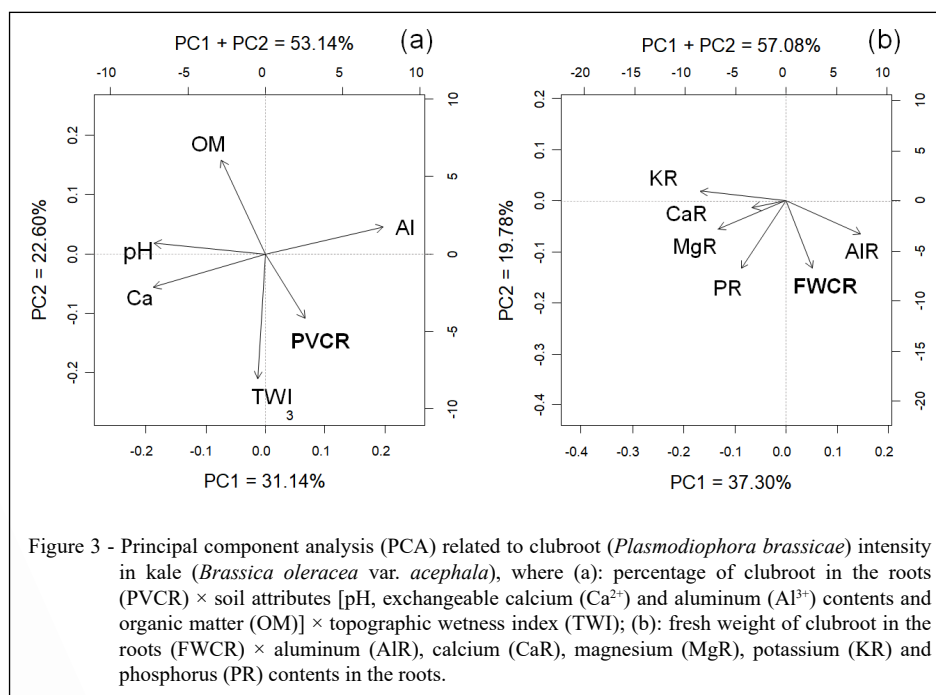 PC1 + PC2 = 53.14%
(a)
-10 -5 0 5 10
PC2 = 22.60%
0.2
0.1
0.0
-0.1
-0.2
10
5
0
-5
-10
OM
Al
pH
Ca
PVCR
TWI3
-0.2 -0.1 0.0 0.1 0.2
PC1 = 31.14%
PC1 + PC2 = 57.08%
(b)
-20 -15 -10 -5 0 5 10
PC2 = 19.78%
0.2
0.1
0.0
-0.1
-0.2
-0.3
-0.4
10
5
0
-5
-10
-15
-20
KR
CaR
MgR
AlR
PR
FWCR
-0.4 -0.3 -0.2 -0.1 0.0 0.1 0.2
PC1 = 37.30%
Figure 3 - Principal component analysis (PCA) related to clubroot (Plasmodiophora brassicae) intensity
in kale (Brassica oleracea var. acephala), where (a): percentage of clubroot in the roots
(PVCR) × soil attributes [pH, exchangeable calcium (Ca²⁺) and aluminum (Al³⁺) contents and
organic matter (OM)] × topographic wetness index (TWI); (b): fresh weight of clubroot in the
roots (FWCR) × aluminum (AlR), calcium (CaR), magnesium (MgR), potassium (KR) and
phosphorus (PR) contents in the roots.